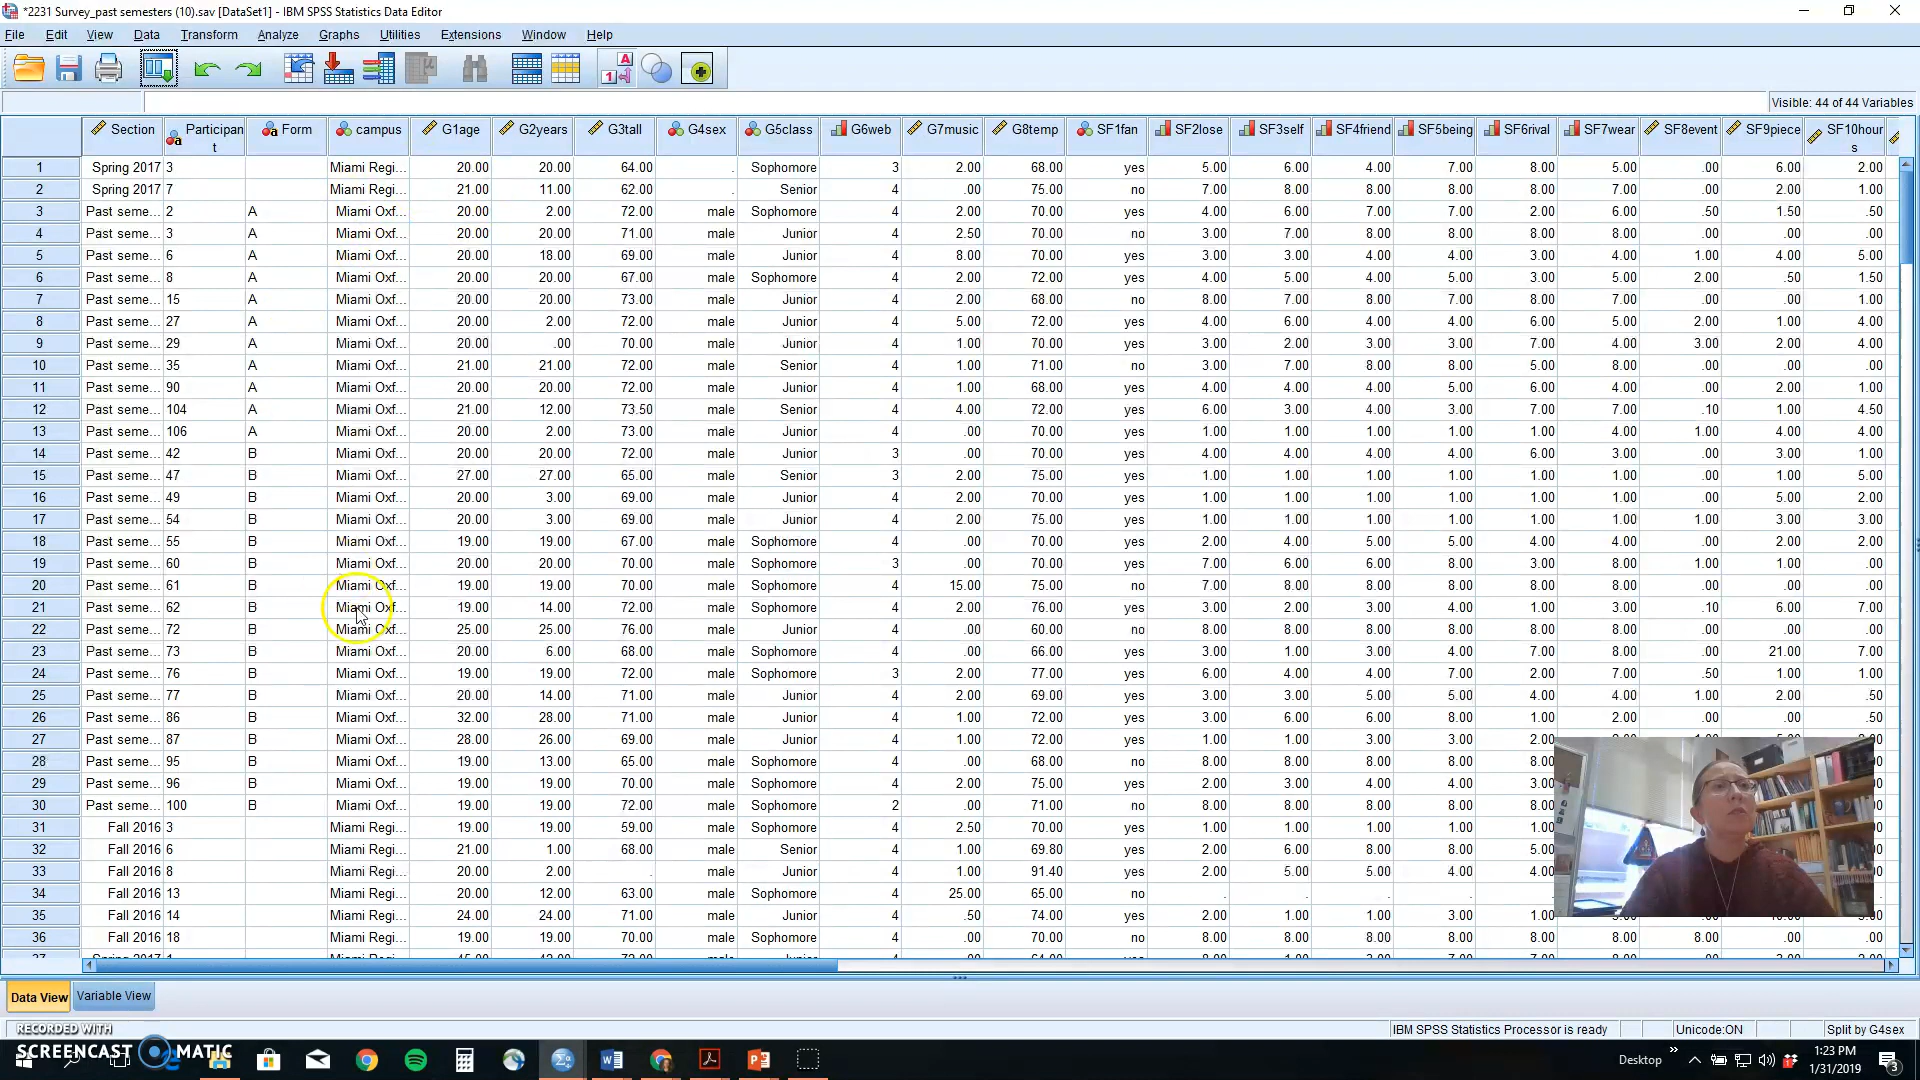 *2231 Survey_past semesters (10).sav [DataSet1] - IBM SPSS Statistics Data Editor
File Edit View Data Transform Analyze Graphs Utilities Extensions Window Help
Visible: 44 of 44 Variables
Section Participant Form campus G1age G2years G3tall G4sex G5class G6web G7music G8temp SF1fan SF2lose SF3self SF4friend SF5being SF6rival SF7wear SF8event SF9piece SF10hours
1 Spring 2017 3 Miami Regi... 20.00 20.00 64.00 . Sophomore 3 2.00 68.00 yes 5.00 6.00 4.00 7.00 8.00 5.00 .00 6.00 2.00
2 Spring 2017 7 Miami Regi... 21.00 11.00 62.00 . Senior 4 .00 75.00 no 7.00 8.00 8.00 8.00 8.00 7.00 .00 2.00 1.00
3 Past seme... 2 A Miami Oxf... 20.00 2.00 72.00 male Sophomore 4 2.00 70.00 yes 4.00 6.00 7.00 7.00 2.00 6.00 .50 1.50 .50
4 Past seme... 3 A Miami Oxf... 20.00 20.00 71.00 male Junior 4 2.50 70.00 no 3.00 7.00 8.00 8.00 8.00 8.00 .00 .00 .00
5 Past seme... 6 A Miami Oxf... 20.00 18.00 69.00 male Junior 4 8.00 70.00 yes 3.00 3.00 4.00 4.00 3.00 4.00 1.00 4.00 5.00
6 Past seme... 8 A Miami Oxf... 20.00 20.00 67.00 male Sophomore 4 2.00 72.00 yes 4.00 5.00 4.00 5.00 3.00 5.00 2.00 .50 1.50
7 Past seme... 15 A Miami Oxf... 20.00 20.00 73.00 male Junior 4 2.00 68.00 no 8.00 7.00 8.00 7.00 8.00 7.00 .00 .00 1.00
8 Past seme... 27 A Miami Oxf... 20.00 2.00 72.00 male Junior 4 5.00 72.00 yes 4.00 6.00 4.00 4.00 6.00 5.00 2.00 1.00 4.00
9 Past seme... 29 A Miami Oxf... 20.00 .00 70.00 male Junior 4 1.00 70.00 yes 3.00 2.00 3.00 3.00 7.00 4.00 3.00 2.00 4.00
10 Past seme... 35 A Miami Oxf... 21.00 21.00 72.00 male Senior 4 1.00 71.00 no 3.00 7.00 8.00 8.00 5.00 8.00 .00 .00 .00
11 Past seme... 90 A Miami Oxf... 20.00 20.00 72.00 male Junior 4 1.00 68.00 yes 4.00 4.00 4.00 5.00 6.00 4.00 .00 2.00 1.00
12 Past seme... 104 A Miami Oxf... 21.00 12.00 73.50 male Senior 4 4.00 72.00 yes 6.00 3.00 4.00 3.00 7.00 7.00 .10 1.00 4.50
13 Past seme... 106 A Miami Oxf... 20.00 2.00 73.00 male Junior 4 .00 70.00 yes 1.00 1.00 1.00 1.00 1.00 4.00 1.00 4.00 4.00
14 Past seme... 42 B Miami Oxf... 20.00 20.00 72.00 male Junior 3 .00 70.00 yes 4.00 4.00 4.00 4.00 6.00 3.00 .00 3.00 1.00
15 Past seme... 47 B Miami Oxf... 27.00 27.00 65.00 male Senior 3 2.00 75.00 yes 1.00 1.00 1.00 1.00 1.00 1.00 .00 1.00 5.00
16 Past seme... 49 B Miami Oxf... 20.00 3.00 69.00 male Junior 4 2.00 70.00 yes 1.00 1.00 1.00 1.00 1.00 1.00 .00 5.00 2.00
17 Past seme... 54 B Miami Oxf... 20.00 3.00 69.00 male Junior 4 2.00 75.00 yes 1.00 1.00 1.00 1.00 1.00 1.00 1.00 3.00 3.00
18 Past seme... 55 B Miami Oxf... 19.00 19.00 67.00 male Sophomore 4 .00 70.00 yes 2.00 4.00 5.00 5.00 4.00 4.00 .00 2.00 2.00
19 Past seme... 60 B Miami Oxf... 20.00 20.00 70.00 male Sophomore 3 .00 70.00 yes 7.00 6.00 6.00 8.00 3.00 8.00 1.00 1.00 .00
20 Past seme... 61 B Miami Oxf... 19.00 19.00 70.00 male Sophomore 4 15.00 75.00 no 7.00 8.00 8.00 8.00 8.00 8.00 .00 .00 .00
21 Past seme... 62 B Miami Oxf... 19.00 14.00 72.00 male Sophomore 4 2.00 76.00 yes 3.00 2.00 3.00 4.00 1.00 3.00 .10 6.00 7.00
22 Past seme... 72 B Miami Oxf... 25.00 25.00 76.00 male Junior 4 .00 60.00 no 8.00 8.00 8.00 8.00 8.00 8.00 .00 .00 .00
23 Past seme... 73 B Miami Oxf... 20.00 6.00 68.00 male Sophomore 4 .00 66.00 yes 3.00 1.00 3.00 4.00 7.00 8.00 .00 21.00 7.00
24 Past seme... 76 B Miami Oxf... 19.00 19.00 72.00 male Sophomore 3 2.00 77.00 yes 6.00 4.00 4.00 7.00 2.00 7.00 .50 1.00 1.00
25 Past seme... 77 B Miami Oxf... 20.00 14.00 71.00 male Junior 4 2.00 69.00 yes 3.00 3.00 5.00 5.00 4.00 4.00 1.00 2.00 .50
26 Past seme... 86 B Miami Oxf... 32.00 28.00 71.00 male Junior 4 1.00 72.00 yes 3.00 6.00 6.00 8.00 1.00 2.00 .00 .00 .50
27 Past seme... 87 B Miami Oxf... 28.00 26.00 69.00 male Junior 4 1.00 72.00 yes 1.00 1.00 3.00 3.00 2.00
28 Past seme... 95 B Miami Oxf... 19.00 13.00 65.00 male Sophomore 4 .00 68.00 no 8.00 8.00 8.00 8.00 8.00
29 Past seme... 96 B Miami Oxf... 19.00 19.00 70.00 male Sophomore 4 2.00 75.00 yes 2.00 3.00 4.00 4.00 3.00
30 Past seme... 100 B Miami Oxf... 19.00 19.00 72.00 male Sophomore 2 .00 71.00 no 8.00 8.00 8.00 8.00 8.00
31 Fall 2016 3 Miami Regi... 19.00 19.00 59.00 male Sophomore 4 2.50 70.00 yes 1.00 1.00 1.00 1.00 1.00
32 Fall 2016 6 Miami Regi... 21.00 1.00 68.00 male Senior 4 1.00 69.80 yes 2.00 6.00 8.00 8.00 5.00
33 Fall 2016 8 Miami Regi... 20.00 2.00 . male Junior 4 1.00 91.40 yes 2.00 5.00 5.00 4.00 4.00
34 Fall 2016 13 Miami Regi... 20.00 12.00 63.00 male Sophomore 4 25.00 65.00 no . . . . .
35 Fall 2016 14 Miami Regi... 24.00 24.00 71.00 male Junior 4 .50 74.00 yes 2.00 1.00 1.00 3.00 1.00
36 Fall 2016 18 Miami Regi... 19.00 19.00 70.00 male Sophomore 4 .00 70.00 no 8.00 8.00 8.00 8.00 8.00 8.00 8.00 .00 .00
Data View Variable View
IBM SPSS Statistics Processor is ready Unicode:ON Split by G4sex
RECORDED WITH
SCREENCAST MATIC
Desktop
1:23 PM
1/31/2019
3